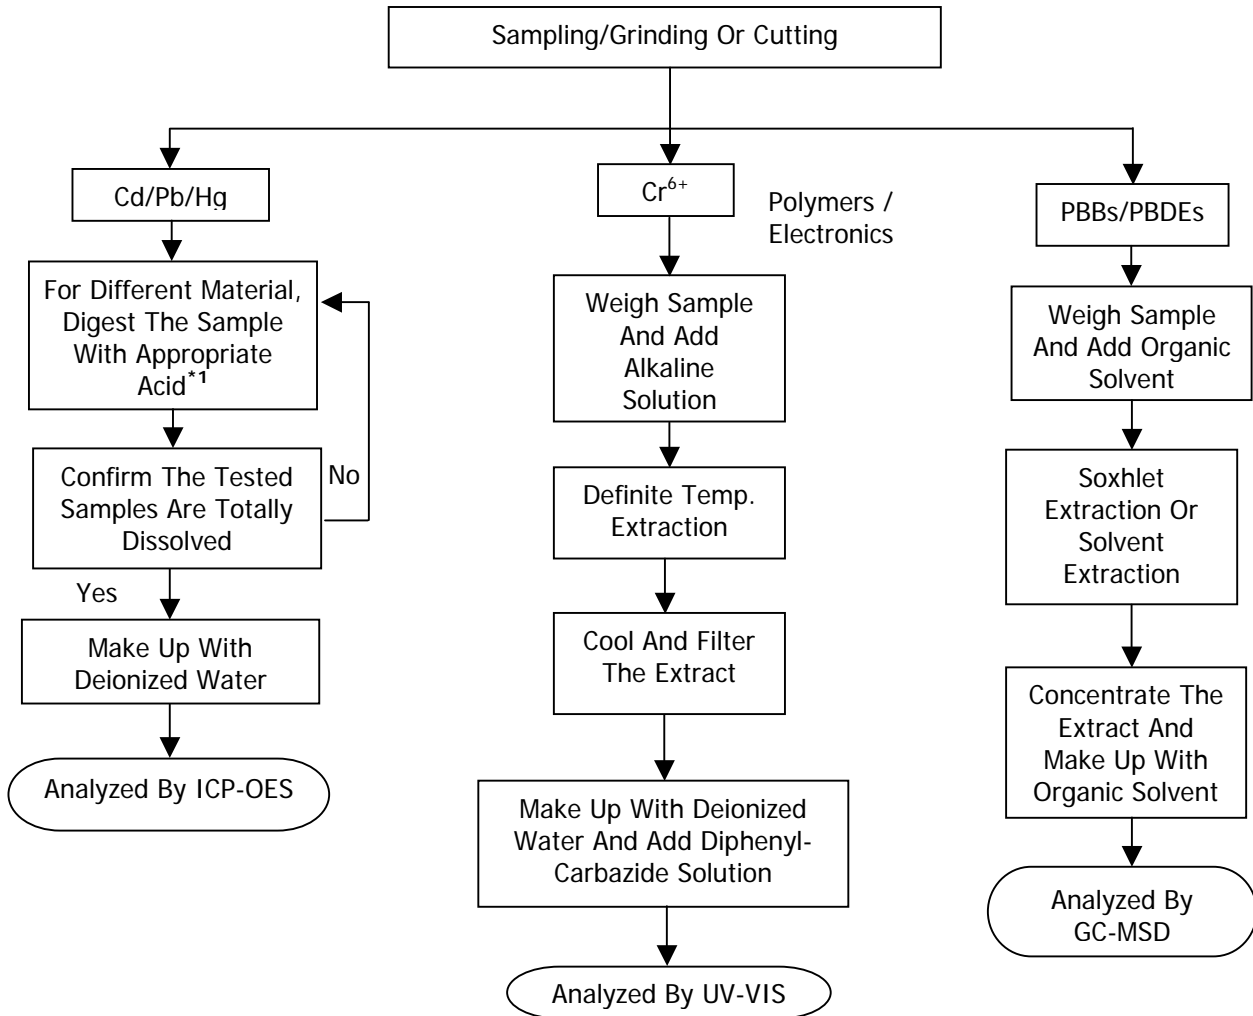 Sampling/Grinding Or Cutting
Cd/Pb/Hg
For Different Material,
Digest The Sample
With Appropriate
Acid*1
Confirm The Tested
Samples Are Totally
Dissolved
No
Yes
Make Up With
Deionized Water
Analyzed By ICP-OES
Cr6+
Polymers /
Electronics
Weigh Sample
And Add
Alkaline
Solution
Definite Temp.
Extraction
Cool And Filter
The Extract
Make Up With Deionized
Water And Add Diphenyl-
Carbazide Solution
Analyzed By UV-VIS
PBBs/PBDEs
Weigh Sample
And Add Organic
Solvent
Soxhlet
Extraction Or
Solvent
Extraction
Concentrate The
Extract And
Make Up With
Organic Solvent
Analyzed By
GC-MSD